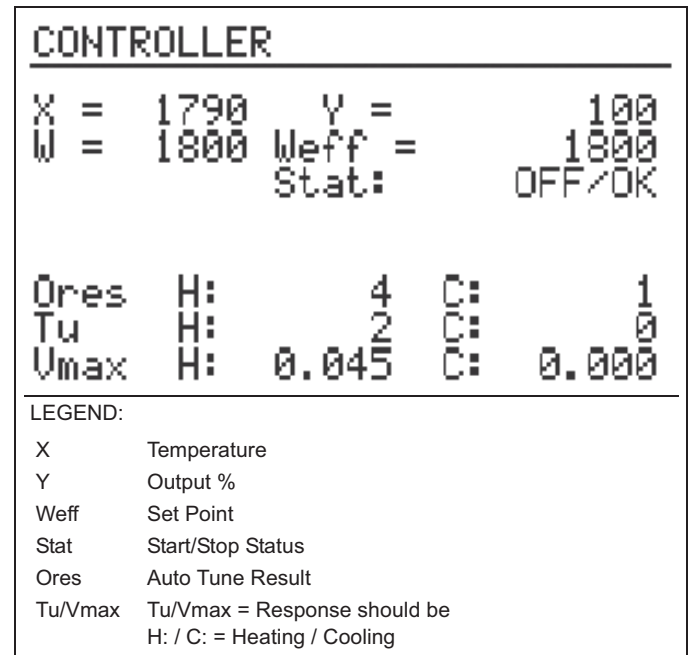 CONTROLLER
X = 1790 Y = 100
W = 1800 Weff = 1800
Stat: OFF/OK
Ores H: 4 C: 1
Tu H: 2 C: 0
Vmax H: 0.045 C: 0.000
LEGEND:
X Temperature
Y Output %
Weff Set Point
Stat Start/Stop Status
Ores Auto Tune Result
Tu/Vmax Tu/Vmax = Response should be
H: / C: = Heating / Cooling